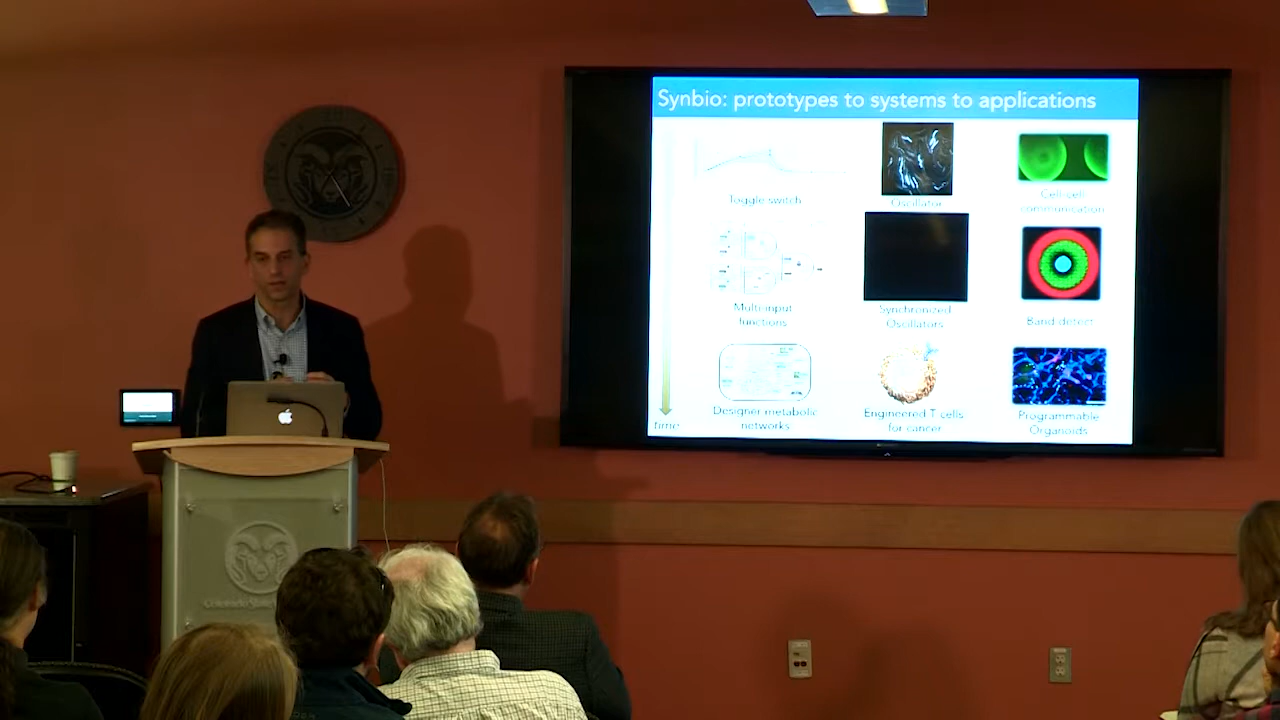 Synbio: prototypes to systems to applications
Toggle switch
Oscillator
Cell-cell
communication
Multi-input
functions
Synchronized
Oscillators
Band-detect
Designer metabolic
networks
Engineered T cells
for cancer
Programmable
Organoids
time